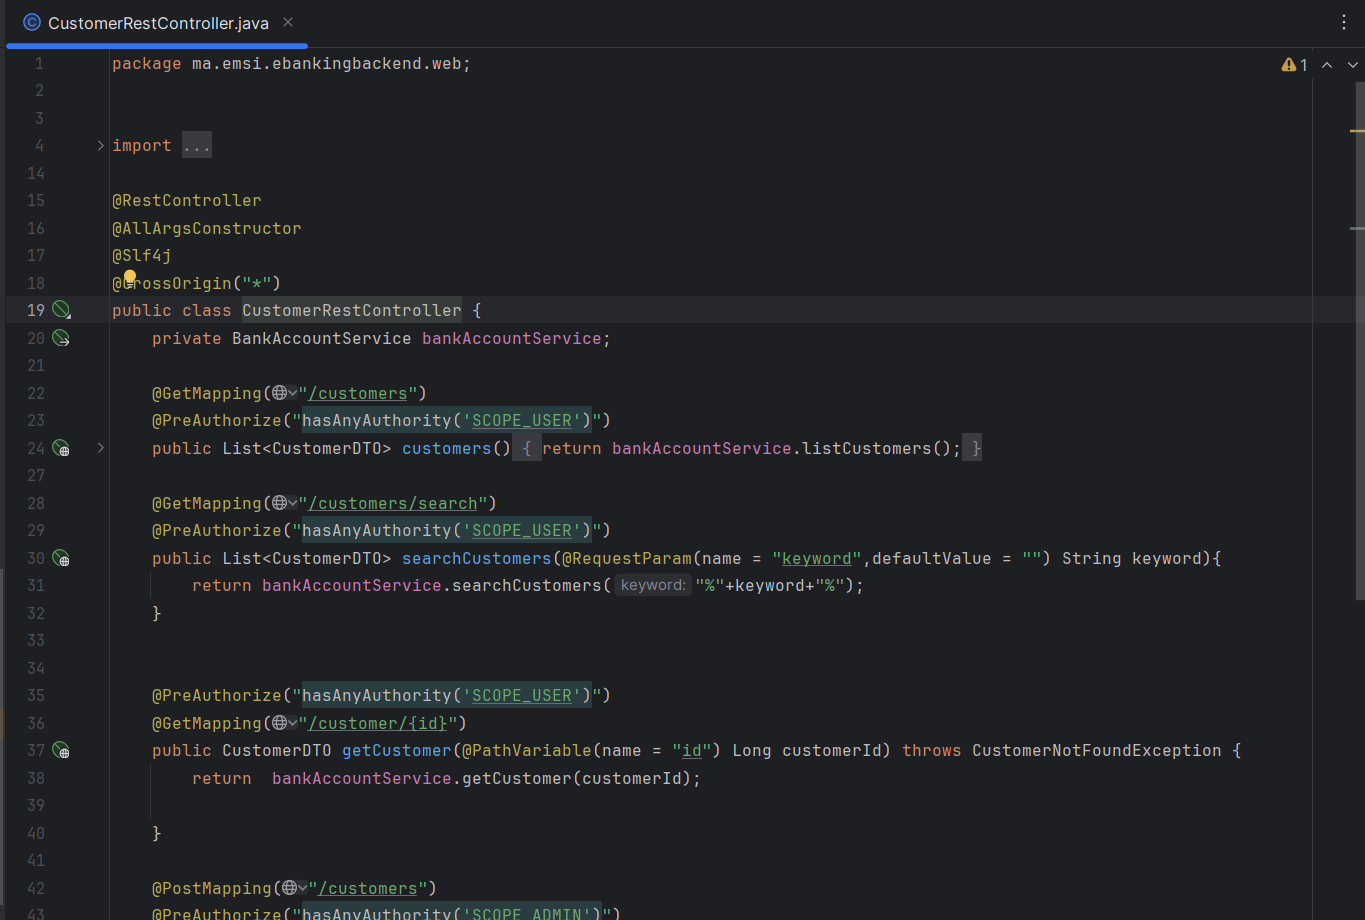 CustomerRestController.java
1 package ma.emsi.ebankingbackend.web; 1
2
3
4 import ...
14
15 @RestController
16 @AllArgsConstructor
17 @Slf4j
18 @CrossOrigin("*")
19 public class CustomerRestController {
20 private BankAccountService bankAccountService;
21
22 @GetMapping("/customers")
23 @PreAuthorize("hasAnyAuthority('SCOPE_USER')")
24 public List<CustomerDTO> customers() { return bankAccountService.listCustomers(); }
27
28 @GetMapping("/customers/search")
29 @PreAuthorize("hasAnyAuthority('SCOPE_USER')")
30 public List<CustomerDTO> searchCustomers(@RequestParam(name = "keyword",defaultValue = "") String keyword){
31 return bankAccountService.searchCustomers( keyword: "%"+keyword+"%");
32 }
33
34
35 @PreAuthorize("hasAnyAuthority('SCOPE_USER')")
36 @GetMapping("/customer/{id}")
37 public CustomerDTO getCustomer(@PathVariable(name = "id") Long customerId) throws CustomerNotFoundException {
38 return bankAccountService.getCustomer(customerId);
39
40 }
41
42 @PostMapping("/customers")
43 @PreAuthorize("hasAnyAuthority('SCOPE_ADMIN')")